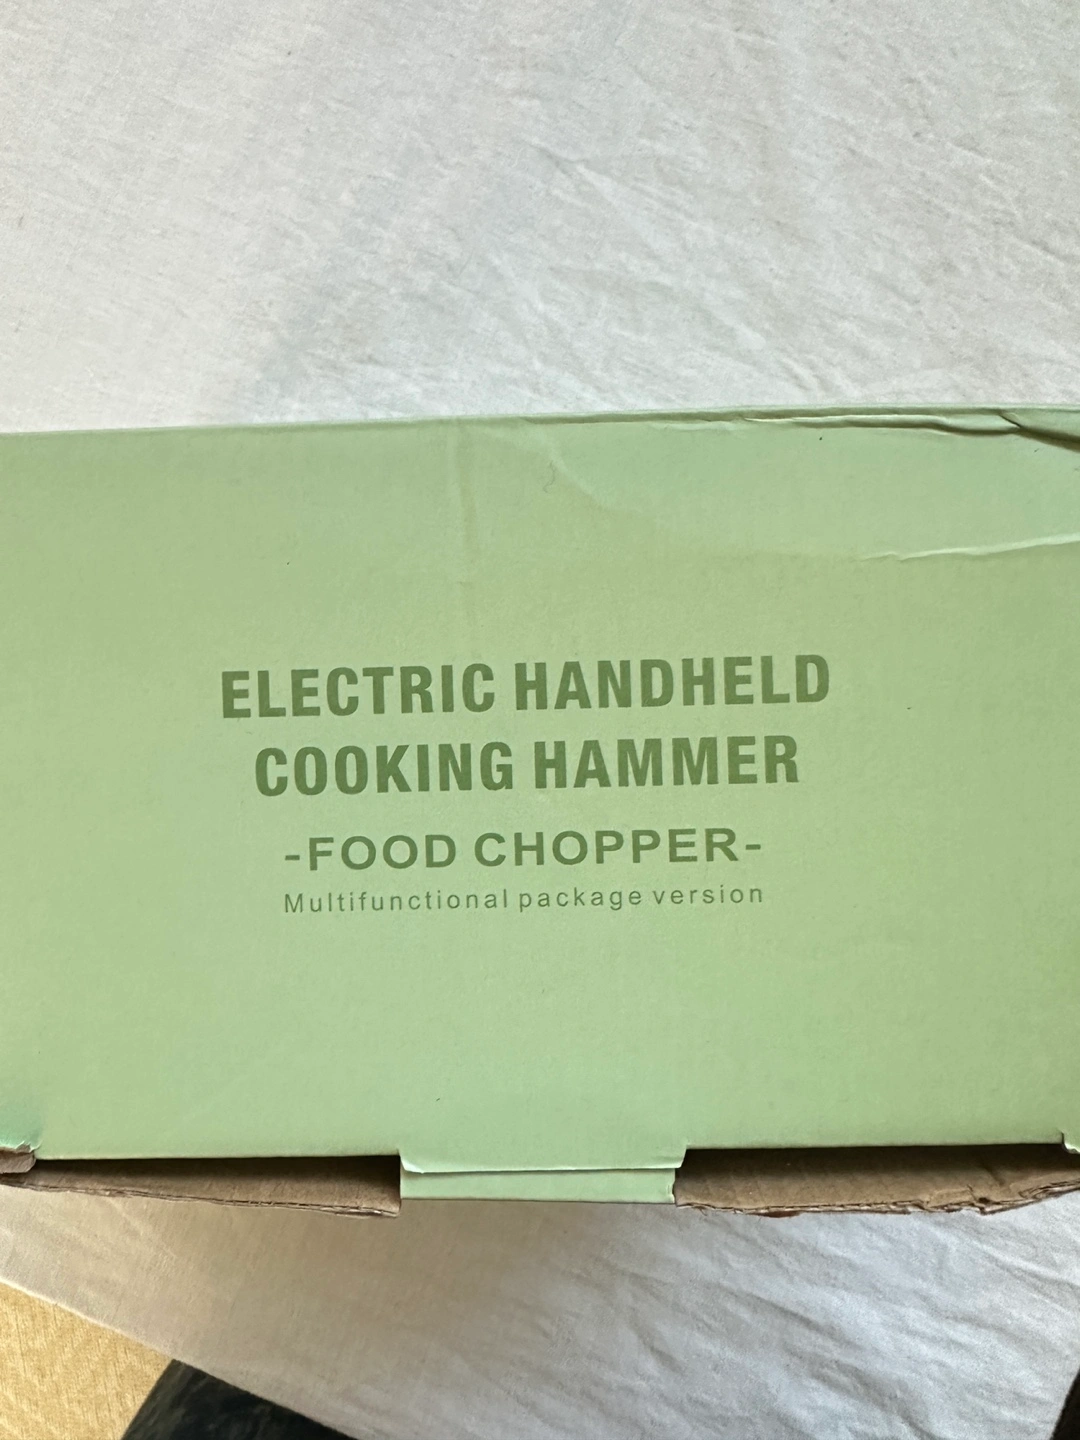 ELECTRIC HANDHELD
COOKING HAMMER
-FOOD CHOPPER-
Multifunctional package version